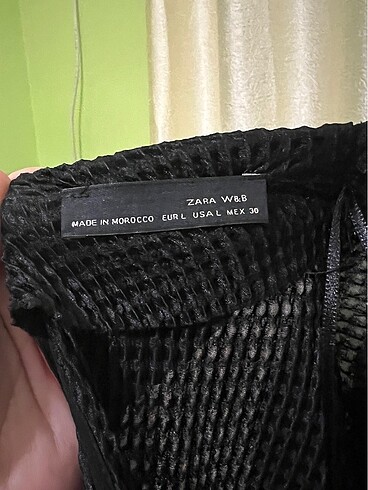 ZARA W&B
MADE IN MOROCCO EUR L USA L MEX 30